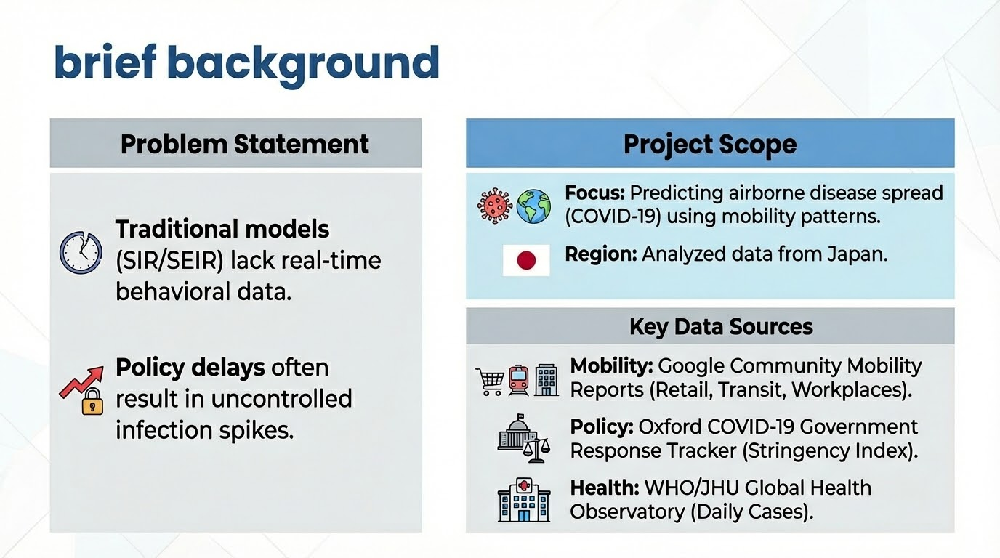 brief background
Problem Statement
Traditional models
(SIR/SEIR) lack real-time
behavioral data.
Policy delays often
result in uncontrolled
infection spikes.
Project Scope
Focus: Predicting airborne disease spread
(COVID-19) using mobility patterns.
Region: Analyzed data from Japan.
Key Data Sources
Mobility: Google Community Mobility
Reports (Retail, Transit, Workplaces).
Policy: Oxford COVID-19 Government
Response Tracker (Stringency Index).
Health: WHO/JHU Global Health
Observatory (Daily Cases).